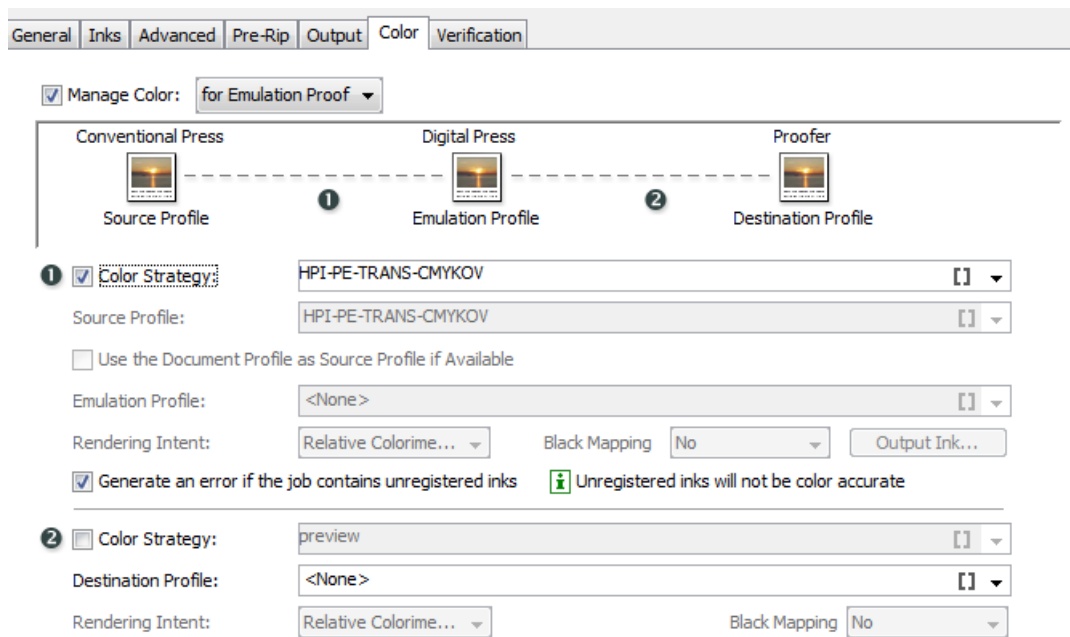 General Inks Advanced Pre-Rip Output Color Verification
Manage Color: for Emulation Proof
Conventional Press Digital Press Proofer
1 2
Source Profile Emulation Profile Destination Profile
1 Color Strategy: HPI-PE-TRANS-CMYKOV
Source Profile: HPI-PE-TRANS-CMYKOV
Use the Document Profile as Source Profile if Available
Emulation Profile: <None>
Rendering Intent: Relative Colorime... Black Mapping No Output Ink...
Generate an error if the job contains unregistered inks i Unregistered inks will not be color accurate
2 Color Strategy: preview
Destination Profile: <None>
Rendering Intent: Relative Colorime... Black Mapping No